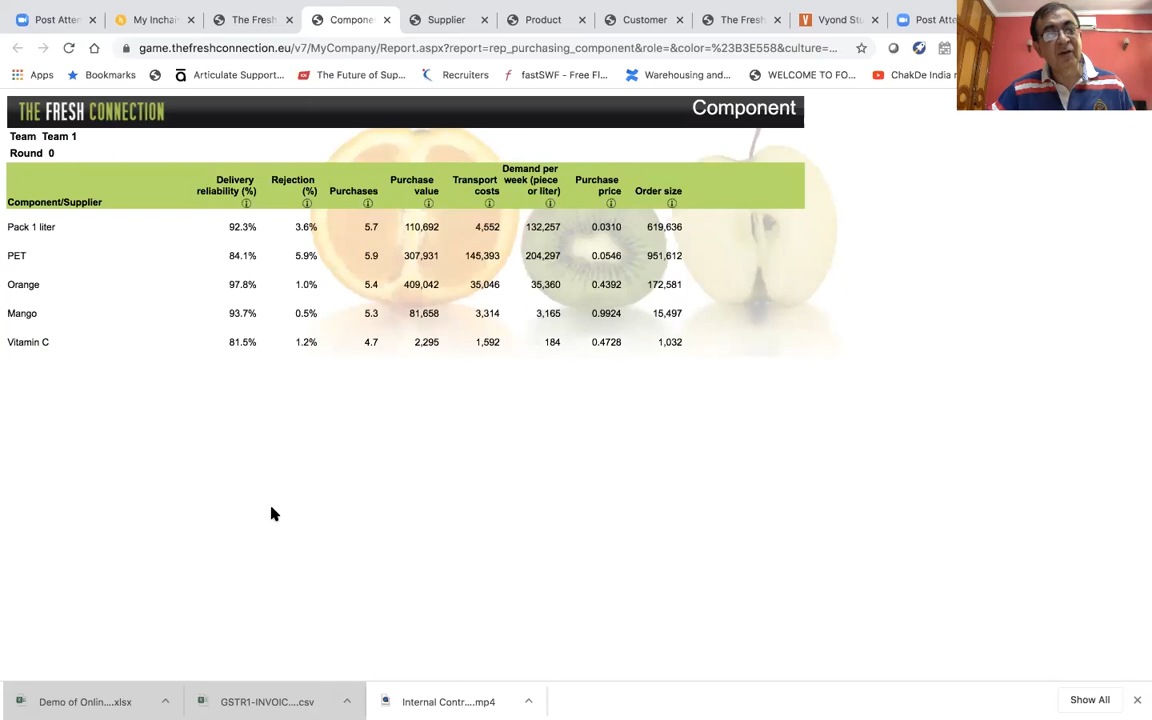 Post Atten
My Inchai
The Fresh
Compone
Supplier
Product
Customer
The Fresh
Vyond Stu
Post Atte
game.thefreshconnection.eu/v7/MyCompany/Report.aspx?report=rep_purchasing_component&role=&color=%23B3E558&culture=...
Apps
Bookmarks
Articulate Support...
The Future of Sup...
Recruiters
fastSWF - Free Fl...
Warehousing and...
WELCOME TO FO...
ChakDe India r
THE FRESH CONNECTION
Component
Team Team 1
Round 0
Component/Supplier
Delivery reliability (%)
Rejection (%)
Purchases
Purchase value
Transport costs
Demand per week (piece or liter)
Purchase price
Order size
Pack 1 liter 92.3% 3.6% 5.7 110,692 4,552 132,257 0.0310 619,636
PET 84.1% 5.9% 5.9 307,931 145,393 204,297 0.0546 951,612
Orange 97.8% 1.0% 5.4 409,042 35,046 35,360 0.4392 172,581
Mango 93.7% 0.5% 5.3 81,658 3,314 3,165 0.9924 15,497
Vitamin C 81.5% 1.2% 4.7 2,295 1,592 184 0.4728 1,032
Demo of Onlin....xlsx
GSTR1-INVOIC....csv
Internal Contr....mp4
Show All